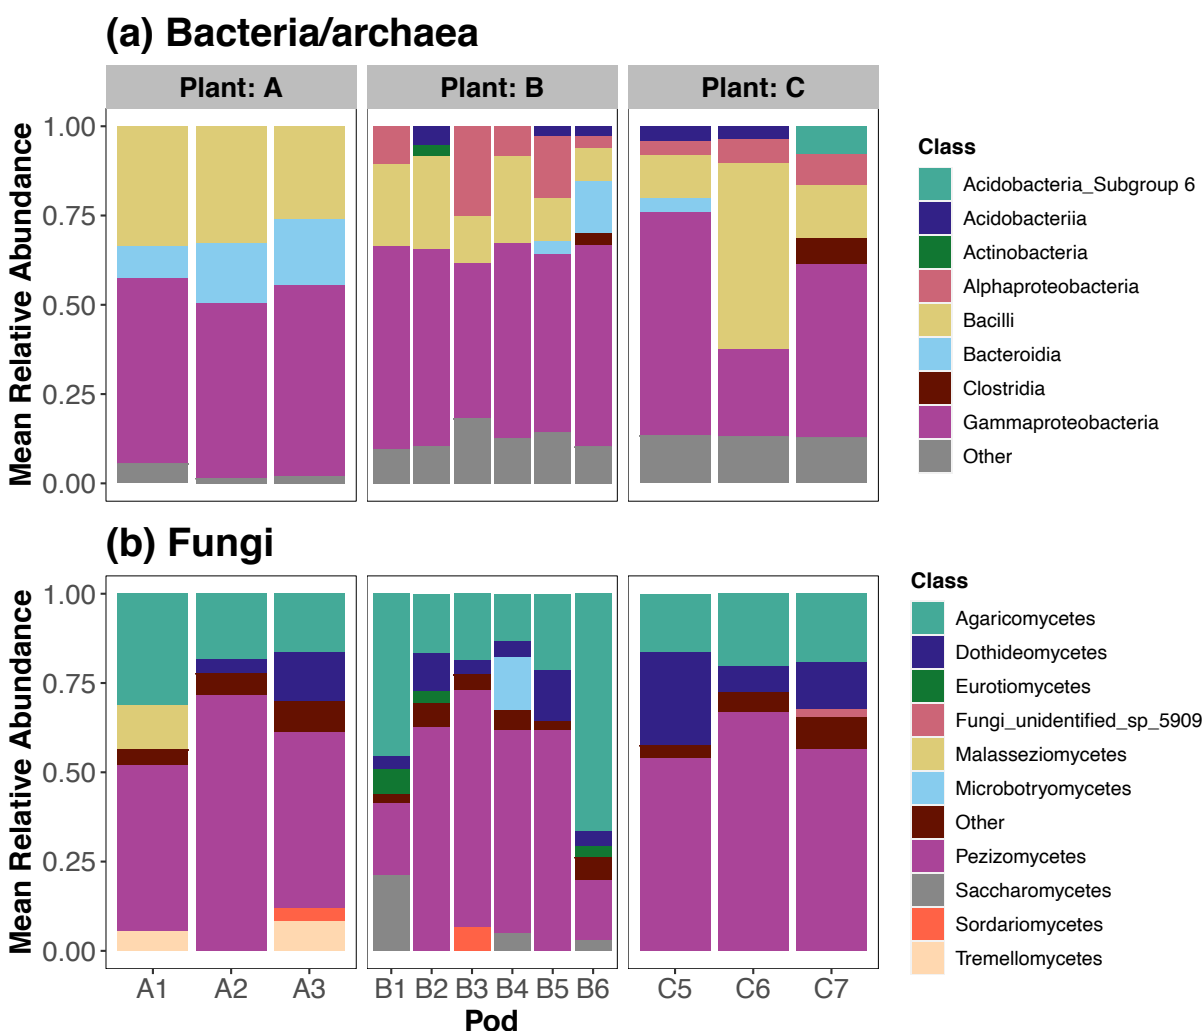 (a) Bacteria/archaea
Plant: A
Plant: B
Plant: C
Mean Relative Abundance
1.00
0.75
0.50
0.25
0.00
Class
Acidobacteria_Subgroup 6
Acidobacteriia
Actinobacteria
Alphaproteobacteria
Bacilli
Bacteroidia
Clostridia
Gammaproteobacteria
Other
(b) Fungi
Mean Relative Abundance
1.00
0.75
0.50
0.25
0.00
A1 A2 A3 B1 B2 B3 B4 B5 B6 C5 C6 C7
Pod
Class
Agaricomycetes
Dothideomycetes
Eurotiomycetes
Fungi_unidentified_sp_5909
Malasseziomycetes
Microbotryomycetes
Other
Pezizomycetes
Saccharomycetes
Sordariomycetes
Tremellomycetes